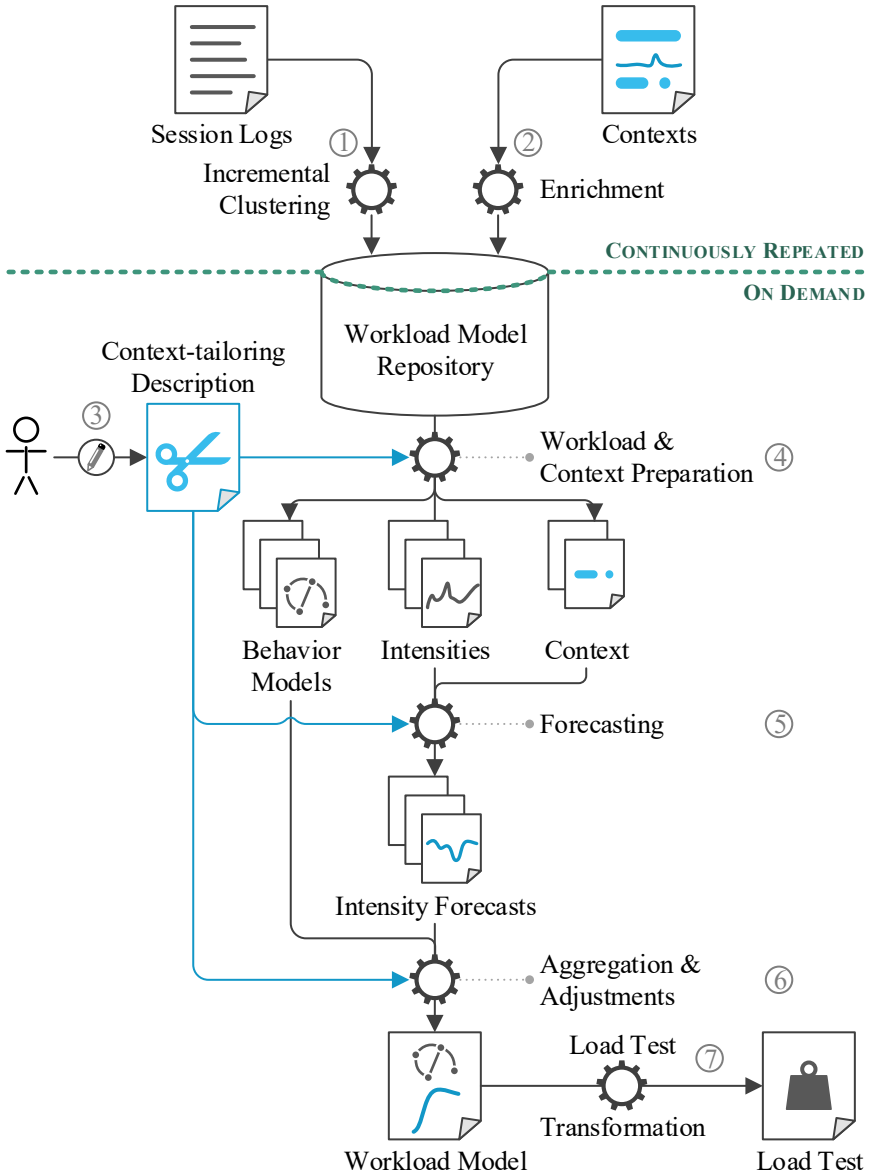 Session Logs
Contexts
①
②
Incremental
Clustering
Enrichment
CONTINUOUSLY REPEATED
ON DEMAND
Workload Model
Repository
Context-tailoring
Description
③
Workload &
Context Preparation
④
Behavior
Models
Intensities
Context
Forecasting
⑤
Intensity Forecasts
Aggregation &
Adjustments
⑥
Load Test
Transformation
⑦
Workload Model
Load Test